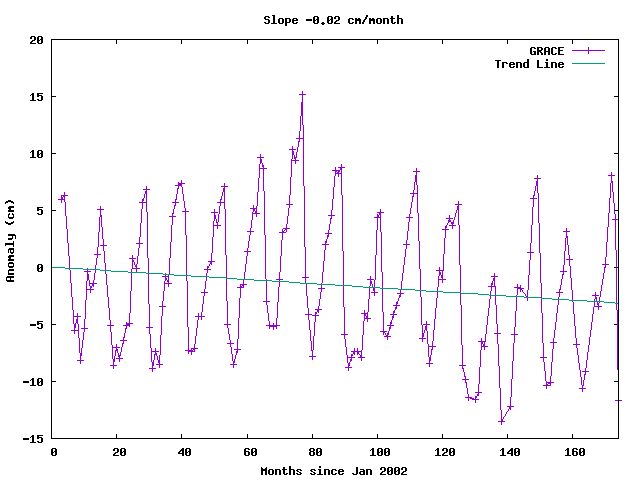 Slope -0.02 cm/month
20
15
10
5
0
-5
-10
-15
Anomaly (cm)
GRACE
Trend Line
0 20 40 60 80 100 120 140 160
Months since Jan 2002